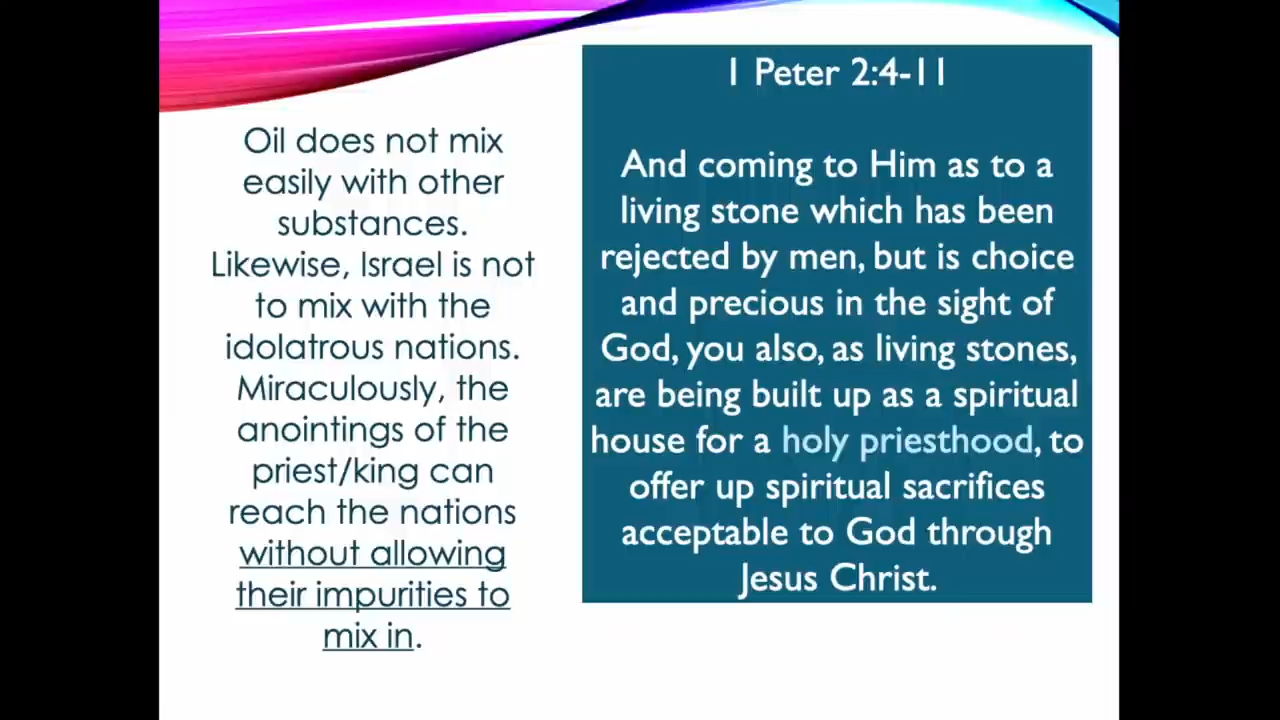 Oil does not mix
easily with other
substances.
Likewise, Israel is not
to mix with the
idolatrous nations.
Miraculously, the
anointings of the
priest/king can
reach the nations
without allowing
their impurities to
mix in.
1 Peter 2:4-11
And coming to Him as to a
living stone which has been
rejected by men, but is choice
and precious in the sight of
God, you also, as living stones,
are being built up as a spiritual
house for a holy priesthood, to
offer up spiritual sacrifices
acceptable to God through
Jesus Christ.